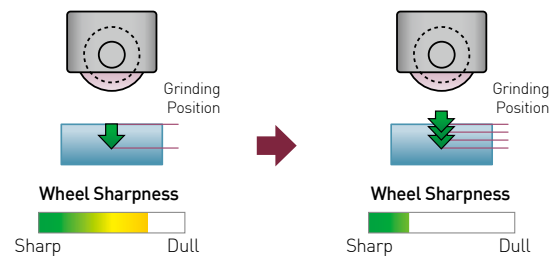 Grinding
Position
Wheel Sharpness
Sharp Dull
Grinding
Position
Wheel Sharpness
Sharp Dull